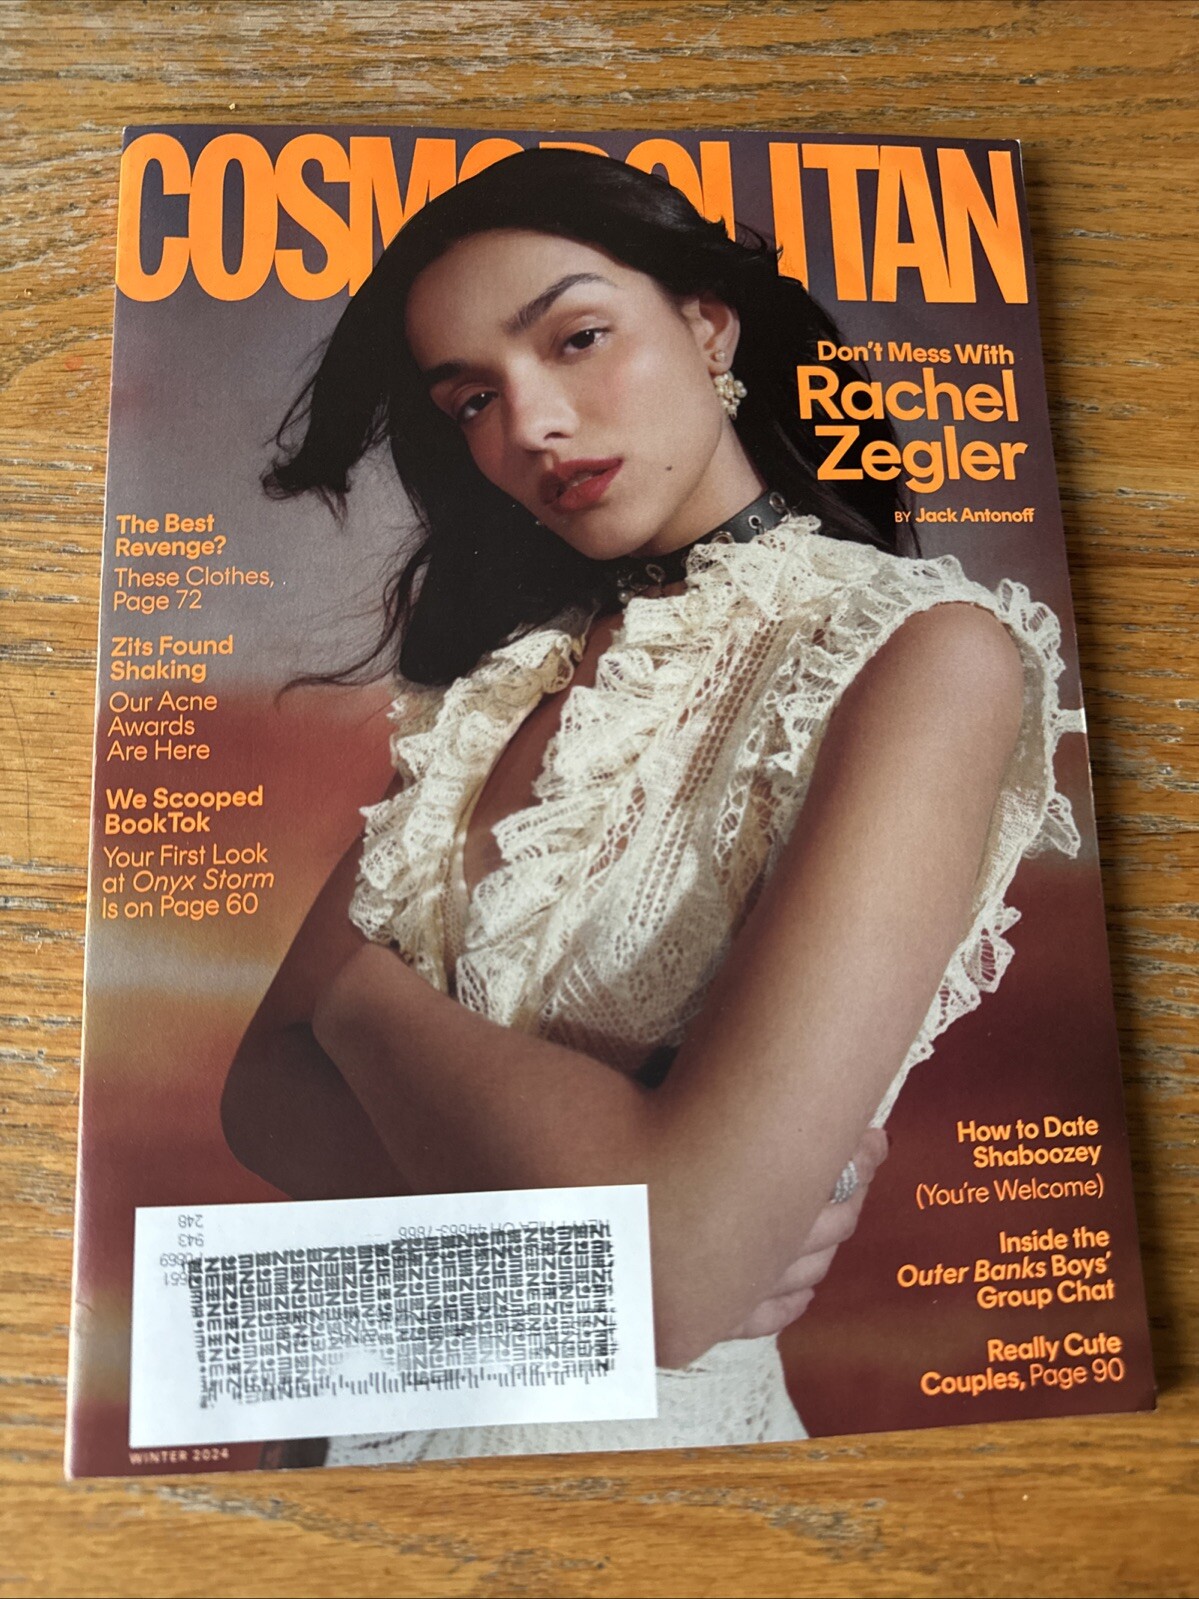 COSMOPOLITAN
Don't Mess With
Rachel
Zegler
BY Jack Antonoff
The Best
Revenge?
These Clothes,
Page 72
Zits Found
Shaking
Our Acne
Awards
Are Here
We Scooped
BookTok
Your First Look
at Onyx Storm
Is on Page 60
How to Date
Shaboozey
(You're Welcome)
Inside the
Outer Banks Boys'
Group Chat
Really Cute
Couples, Page 90
248
943
WINTER 2024